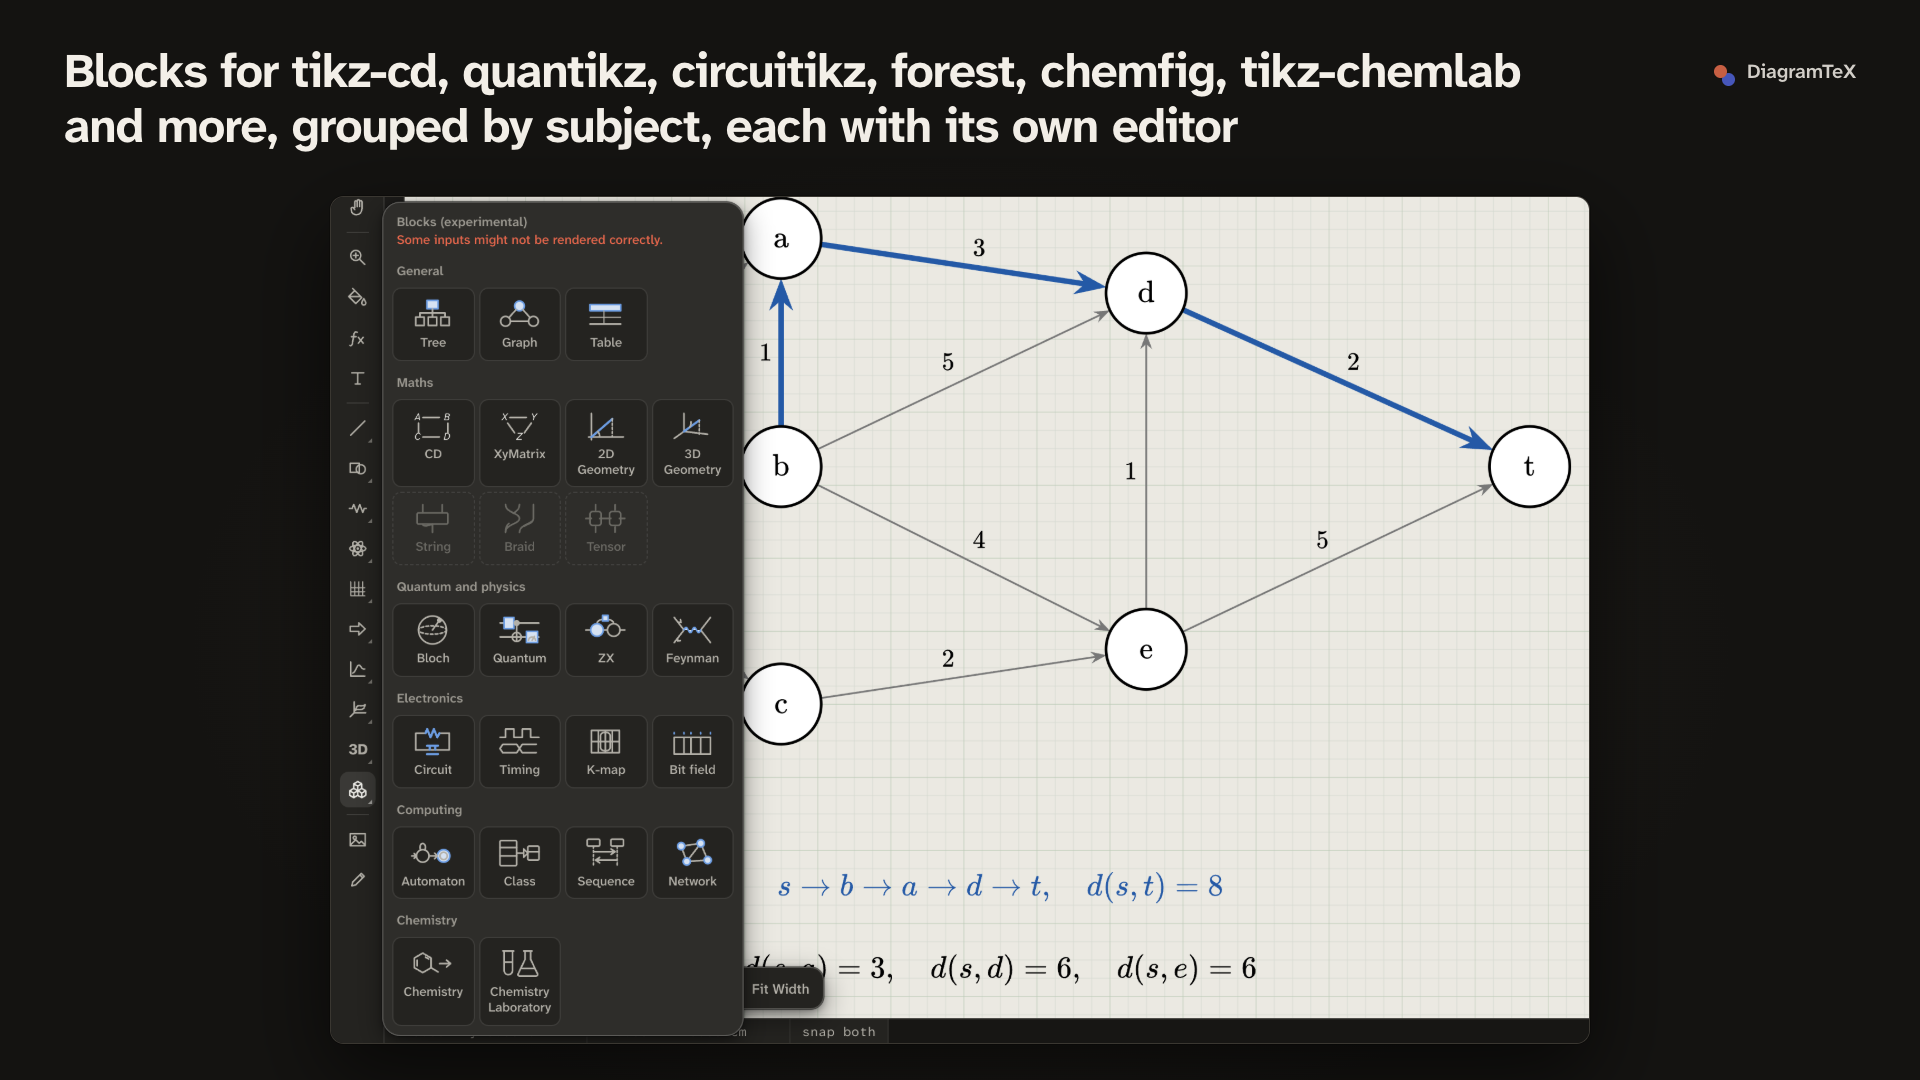 Blocks for tikz-cd, quantikz, circuitikz, forest, chemfig, tikz-chemlab
and more, grouped by subject, each with its own editor
DiagramTeX
Blocks (experimental)
Some inputs might not be rendered correctly.
General
Tree
Graph
Table
Maths
A B
C D
CD
X Y
Z
XyMatrix
2D
Geometry
3D
Geometry
String
Braid
Tensor
Quantum and physics
Bloch
Quantum
ZX
Feynman
Electronics
Circuit
Timing
K-map
Bit field
Computing
Automaton
Class
Sequence
Network
Chemistry
Chemistry
Chemistry
Laboratory
fx
T
3D
a
3
d
1
5
2
b
1
t
4
5
2
e
c
s → b → a → d → t, d(s, t) = 8
= 3, d(s, d) = 6, d(s, e) = 6
Fit Width
snap both